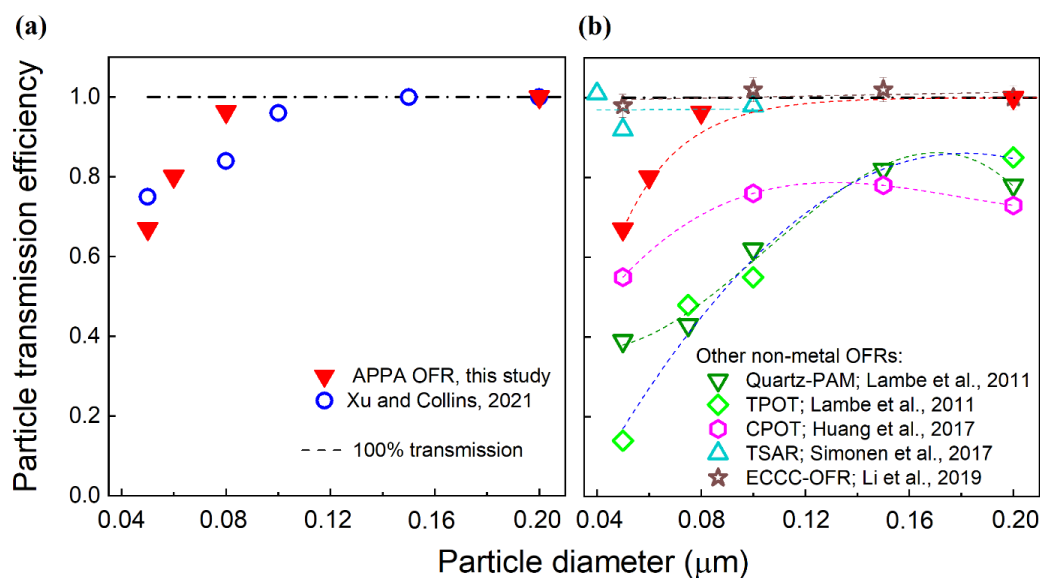 (a)
(b)
Particle transmission efficiency
1.0
0.8
0.6
0.4
0.2
0.0
0.04
0.08
0.12
0.16
0.20
APPA OFR, this study
Xu and Collins, 2021
100% transmission
0.04
0.08
0.12
0.16
0.20
Other non-metal OFRs:
Quartz-PAM; Lambe et al., 2011
TPOT; Lambe et al., 2011
CPOT; Huang et al., 2017
TSAR; Simonen et al., 2017
ECCC-OFR; Li et al., 2019
Particle diameter (μm)